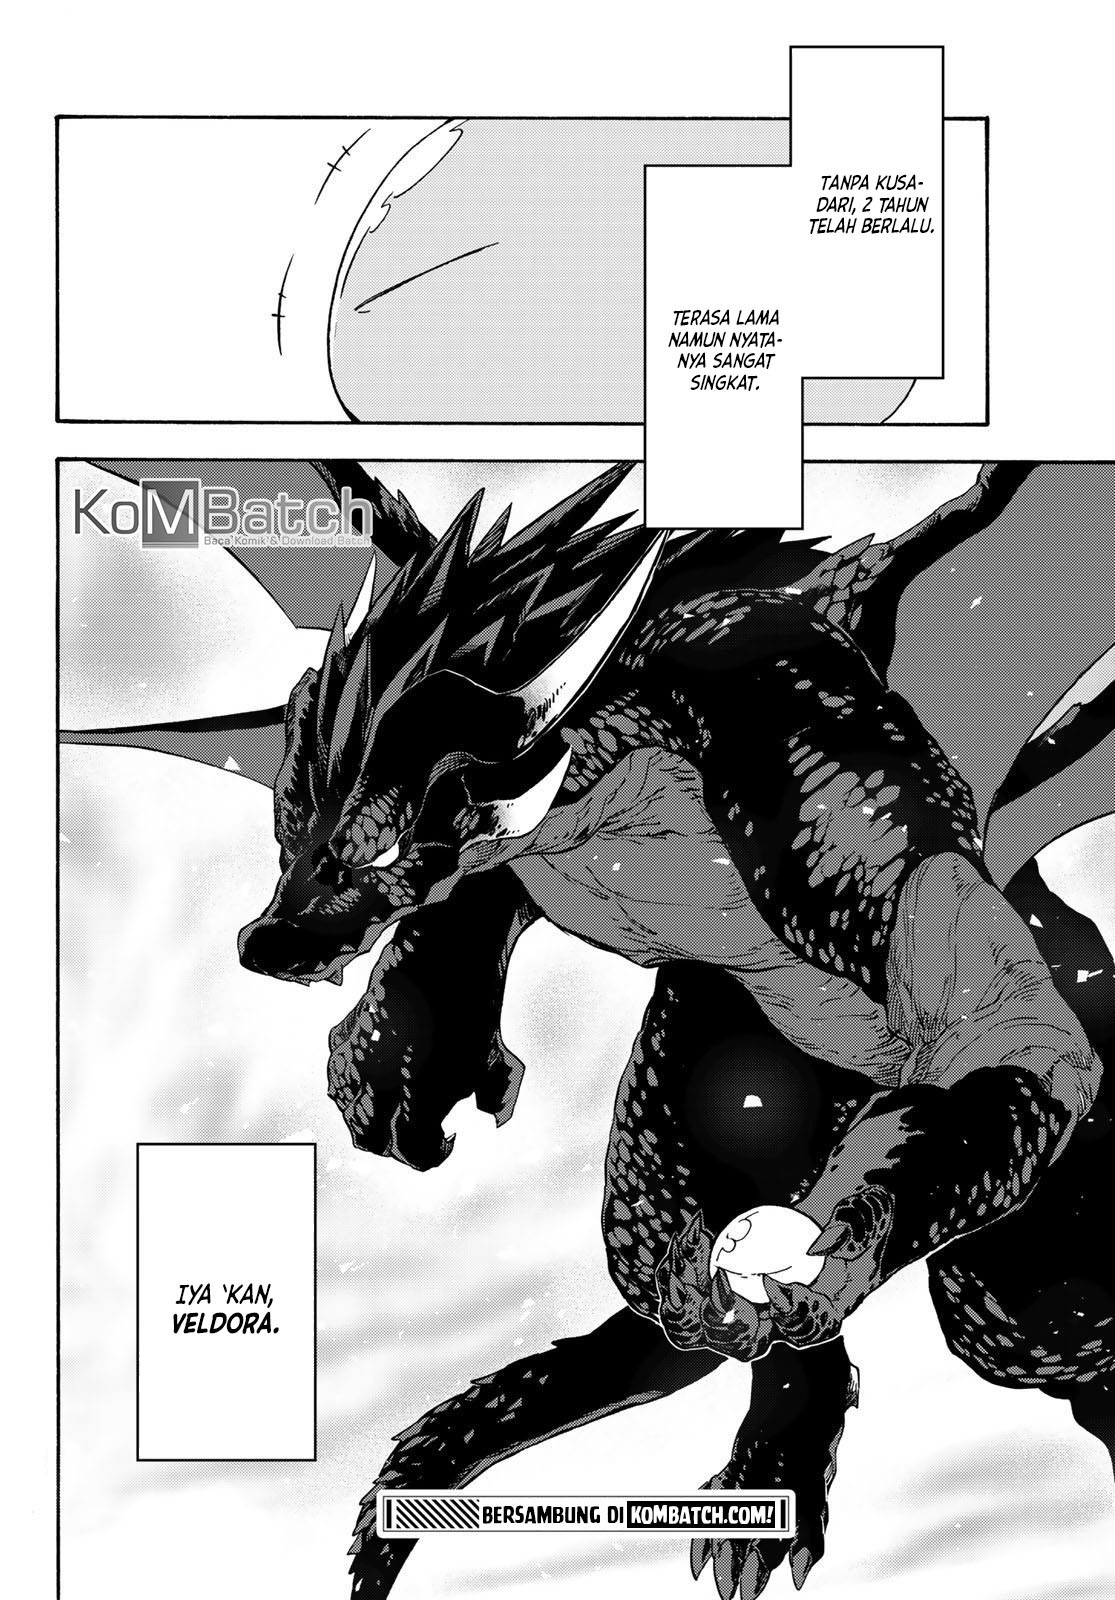 TANPA KUSA-
DARI, 2 TAHUN
TELAH BERLALU.
TERASA LAMA
NAMUN NYATA-
NYA SANGAT
SINGKAT.
KoMBatch
Baca Komik & Download Batch
IYA 'KAN,
VELDORA.
BERSAMBUNG DI KOMBATCH.COM!